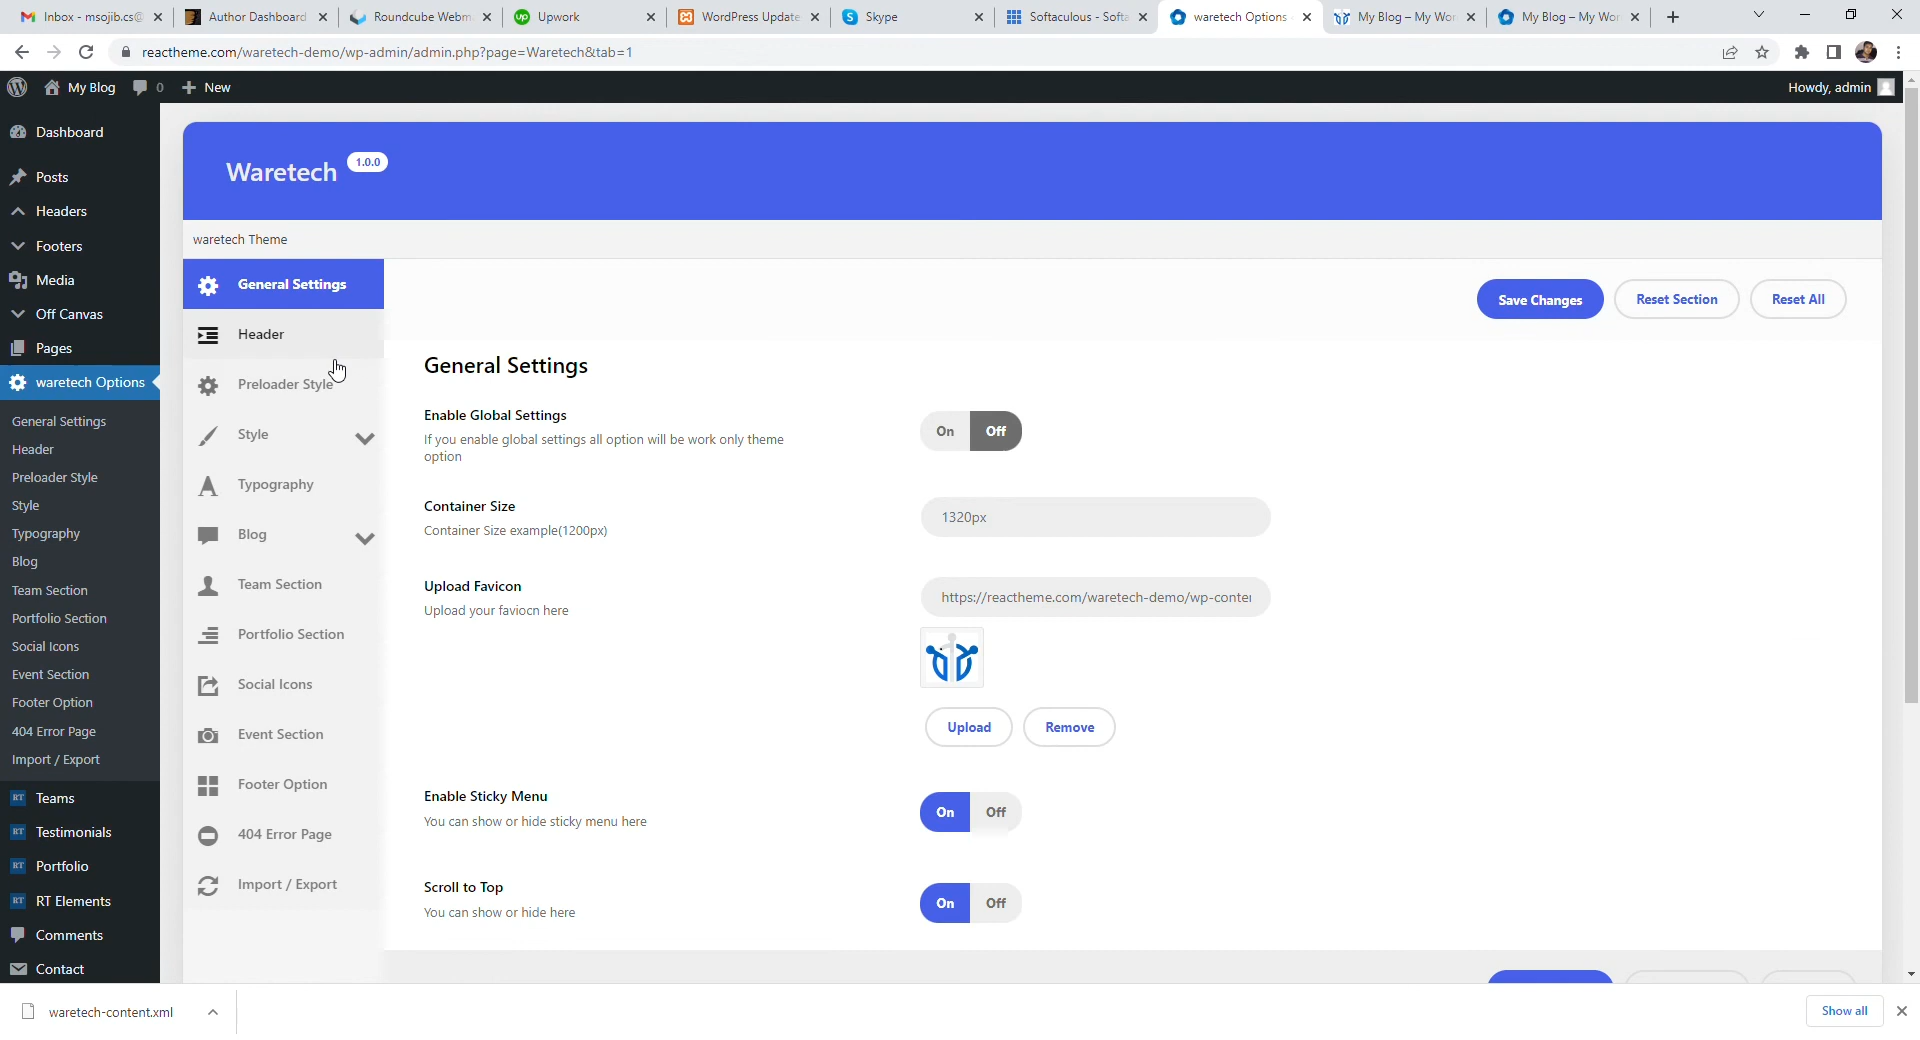 Inbox - msojib.cs@
Author Dashboard
Roundcube Webm
Upwork
WordPress Update
Skype
Softaculous - Softa
waretech Options
My Blog – My Wor
My Blog – My Wor
reactheme.com/waretech-demo/wp-admin/admin.php?page=Waretech&tab=1
My Blog
0
New
Howdy, admin
Dashboard
Posts
Headers
Footers
Media
Off Canvas
Pages
waretech Options
General Settings
Header
Preloader Style
Style
Typography
Blog
Team Section
Portfolio Section
Social Icons
Event Section
Footer Option
404 Error Page
Import / Export
RT Teams
RT Testimonials
RT Portfolio
RT RT Elements
Comments
Contact
Waretech 1.0.0
waretech Theme
General Settings
Header
Preloader Style
Style
Typography
Blog
Team Section
Portfolio Section
Social Icons
Event Section
Footer Option
404 Error Page
Import / Export
Save Changes
Reset Section
Reset All
General Settings
Enable Global Settings
If you enable global settings all option will be work only theme
option
On Off
Container Size
Container Size example(1200px)
1320px
Upload Favicon
Upload your faviocn here
https://reactheme.com/waretech-demo/wp-conter
Upload
Remove
Enable Sticky Menu
You can show or hide sticky menu here
On Off
Scroll to Top
You can show or hide here
On Off
waretech-content.xml
Show all